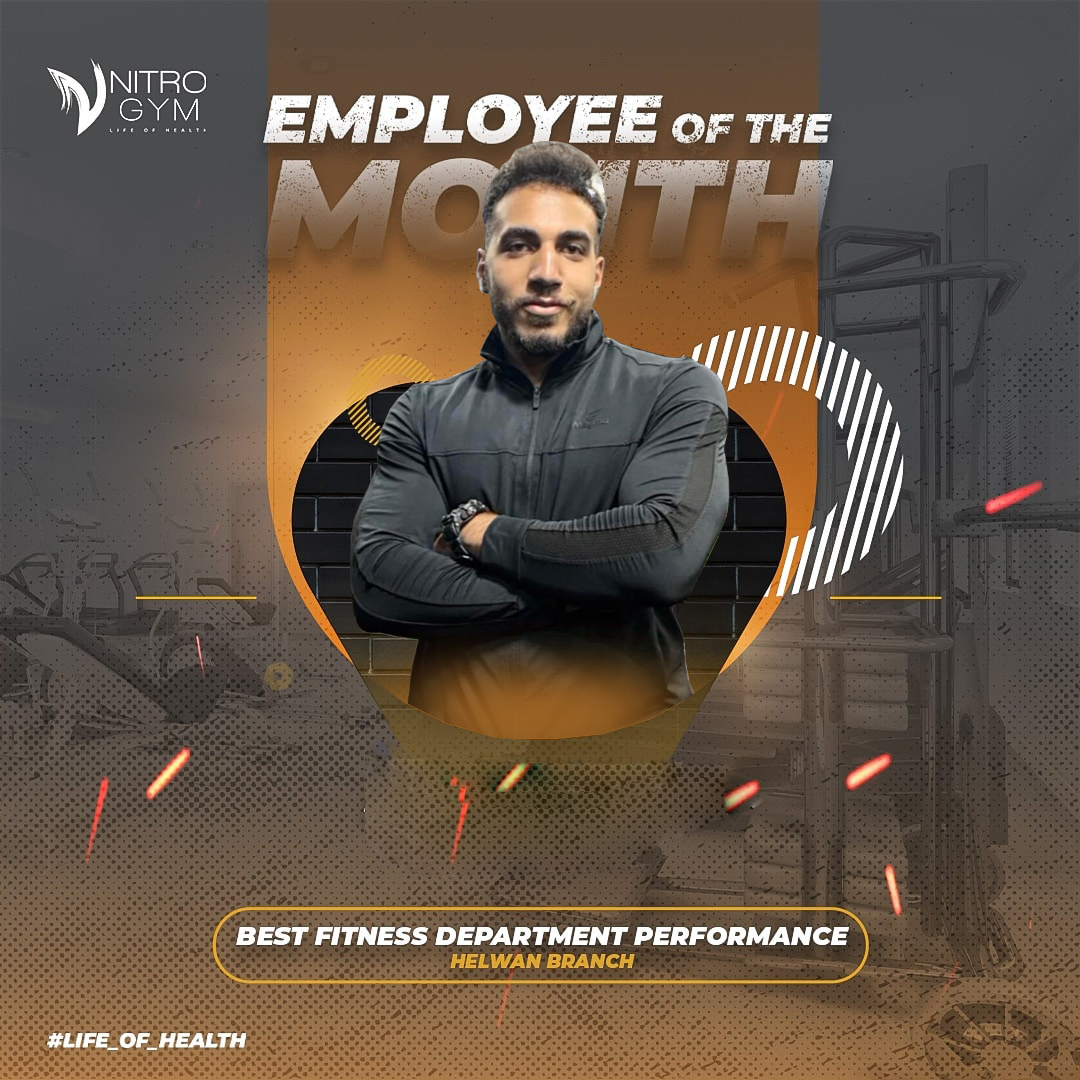 NITRO
GYM
LIFE OF HEALTH
EMPLOYEE OF THE
MONTH
BEST FITNESS DEPARTMENT PERFORMANCE
HELWAN BRANCH
#LIFE_OF_HEALTH